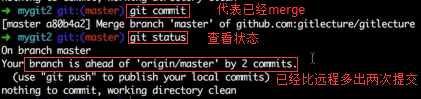 ➜ mygit2 git:(master) git commit 代表已经merge
[master a80b4a2] Merge branch 'master' of github.com:gitlecture/gitlecture
➜ mygit2 git:(master) git status
查看状态
On branch master
Your branch is ahead of 'origin/master' by 2 commits.
(use "git push" to publish your local commits)
已经比远程多出两次提交
nothing to commit, working directory clean